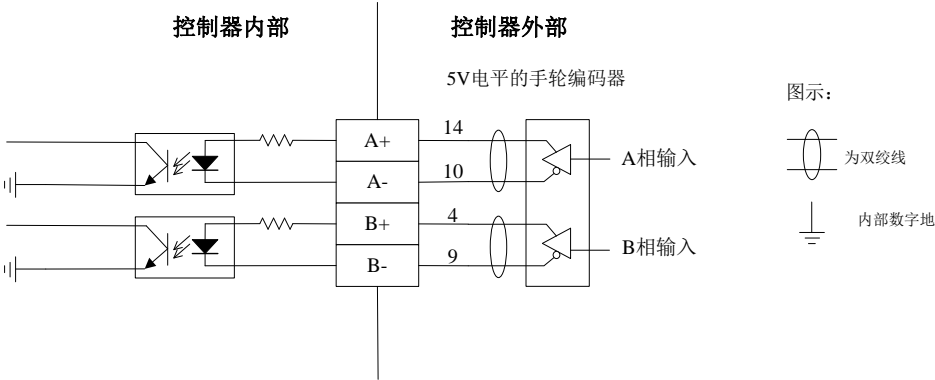 控制器内部
控制器外部
5V电平的手轮编码器
图示：
A+
14
A-
10
A相输入
为双绞线
B+
4
B-
9
B相输入
内部数字地